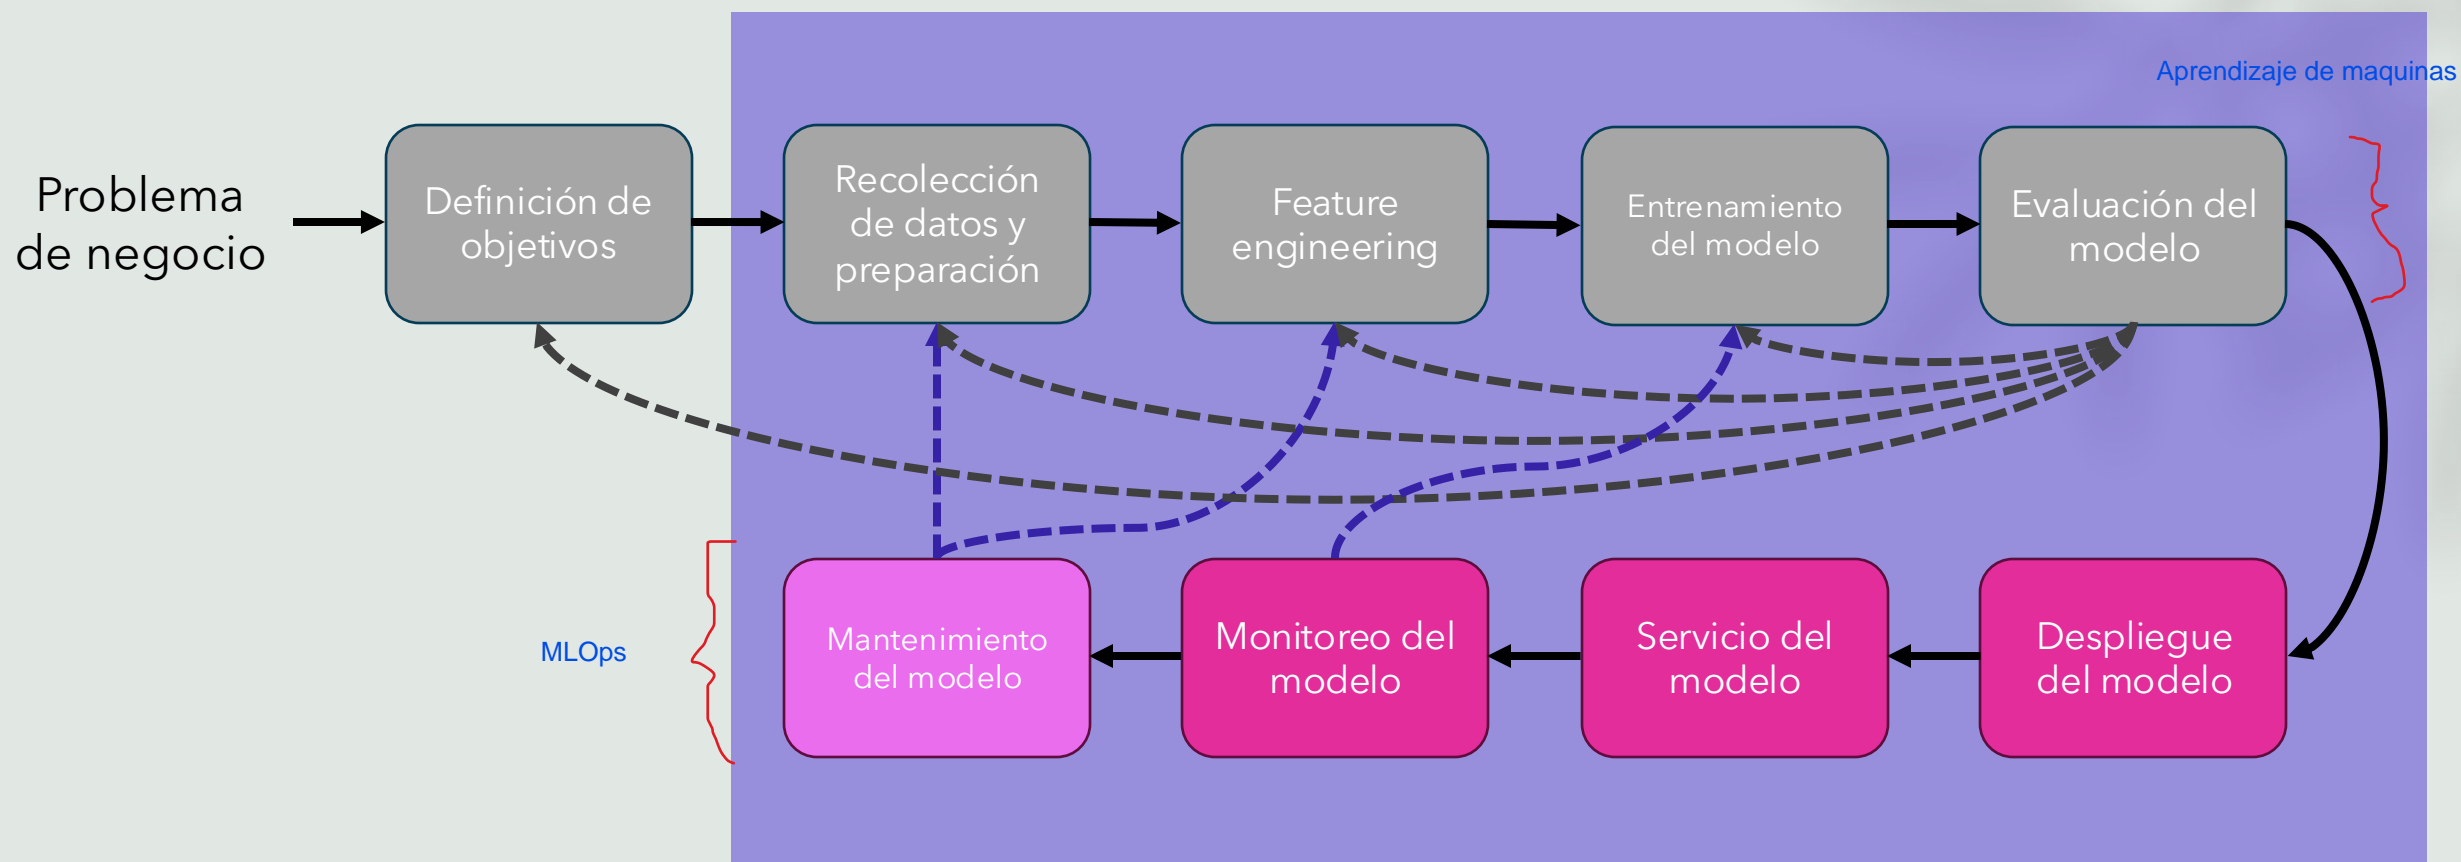 Aprendizaje de maquinas
Problema
de negocio
Definición de
objetivos
Recolección
de datos y
preparación
Feature
engineering
Entrenamiento
del modelo
Evaluación del
modelo
MLOps
Mantenimiento
del modelo
Monitoreo del
modelo
Servicio del
modelo
Despliegue
del modelo